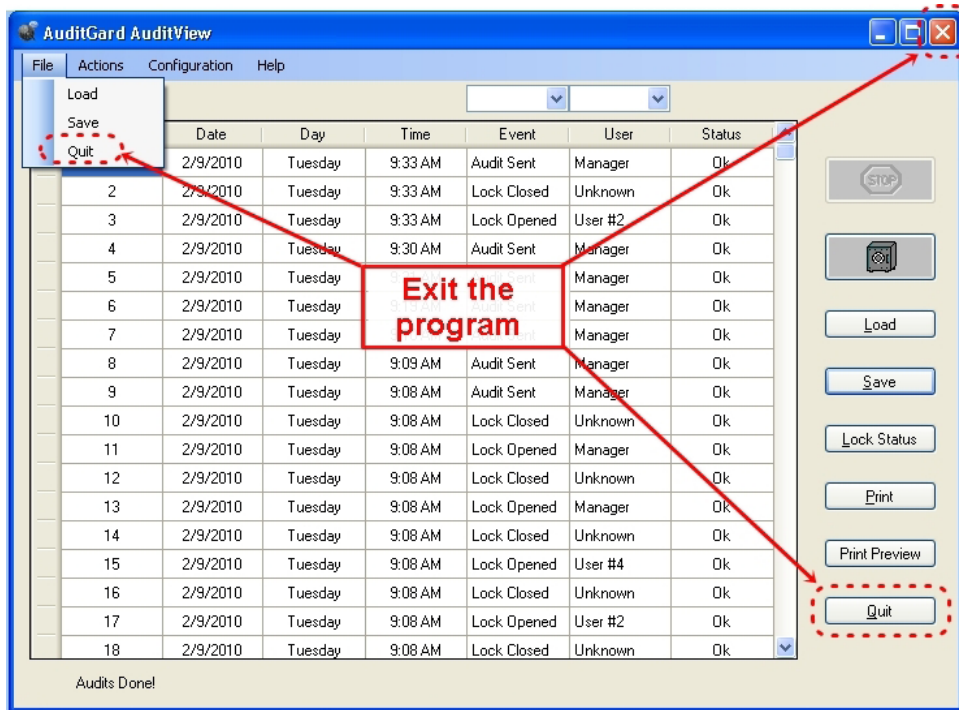 AuditGard AuditView
File Actions Configuration Help
Load
Save
Quit
Date Day Time Event User Status
2/9/2010 Tuesday 9:33 AM Audit Sent Manager Ok
2 2/9/2010 Tuesday 9:33 AM Lock Closed Unknown Ok
3 2/9/2010 Tuesday 9:33 AM Lock Opened User #2 Ok
4 2/9/2010 Tuesday 9:30 AM Audit Sent Manager Ok
5 2/9/2010 Tuesday Manager Ok
6 2/9/2010 Tuesday Manager Ok
7 2/9/2010 Tuesday Manager Ok
8 2/9/2010 Tuesday 9:09 AM Audit Sent Manager Ok
9 2/9/2010 Tuesday 9:08 AM Audit Sent Manager Ok
10 2/9/2010 Tuesday 9:08 AM Lock Closed Unknown Ok
11 2/9/2010 Tuesday 9:08 AM Lock Opened Manager Ok
12 2/9/2010 Tuesday 9:08 AM Lock Closed Unknown Ok
13 2/9/2010 Tuesday 9:08 AM Lock Opened Manager Ok
14 2/9/2010 Tuesday 9:08 AM Lock Closed Unknown Ok
15 2/9/2010 Tuesday 9:08 AM Lock Opened User #4 Ok
16 2/9/2010 Tuesday 9:08 AM Lock Closed Unknown Ok
17 2/9/2010 Tuesday 9:08 AM Lock Opened User #2 Ok
18 2/9/2010 Tuesday 9:08 AM Lock Closed Unknown Ok
Exit the
program
STOP
Load
Save
Lock Status
Print
Print Preview
Quit
Audits Done!